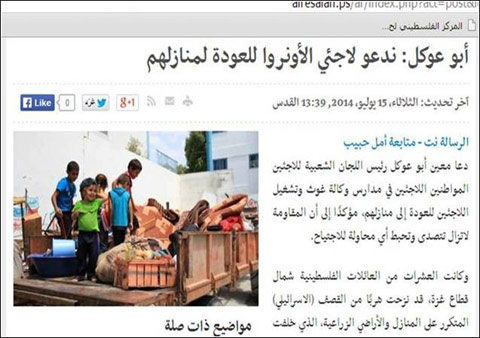 alresalah.ps/ar/index.php?act=post&
المركز الفلسطيني لح...
أبو عوكل: ندعو لاجئي الأونروا للعودة لمنازلهم
آخر تحديث: الثلاثاء، 15 يوليو، 2014، 13:39 القدس
Like 0 غرّد +1
الرسالة نت - متابعة أمل حبيب
دعا معين أبو عوكل رئيس اللجان الشعبية للاجئين
المواطنين اللاجئين في مدارس وكالة غوث وتشغيل
اللاجئين للعودة إلى منازلهم، مؤكدًا إلى أن المقاومة
لاتزال تتصدى وتحبط أي محاولة للاجتياح.
وكانت العشرات من العائلات الفلسطينية شمال
قطاع غزة، قد نزحت هربًا من القصف (الاسرائيلي)
المتكرر على المنازل والأراضي الزراعية، الذي خلفت
مواضيع ذات صلة